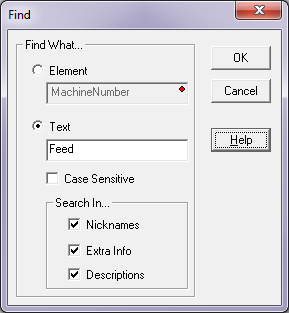 Find
Find What...
Element
MachineNumber
Text
Feed
Case Sensitive
Search In...
Nicknames
Extra Info
Descriptions
OK
Cancel
Help